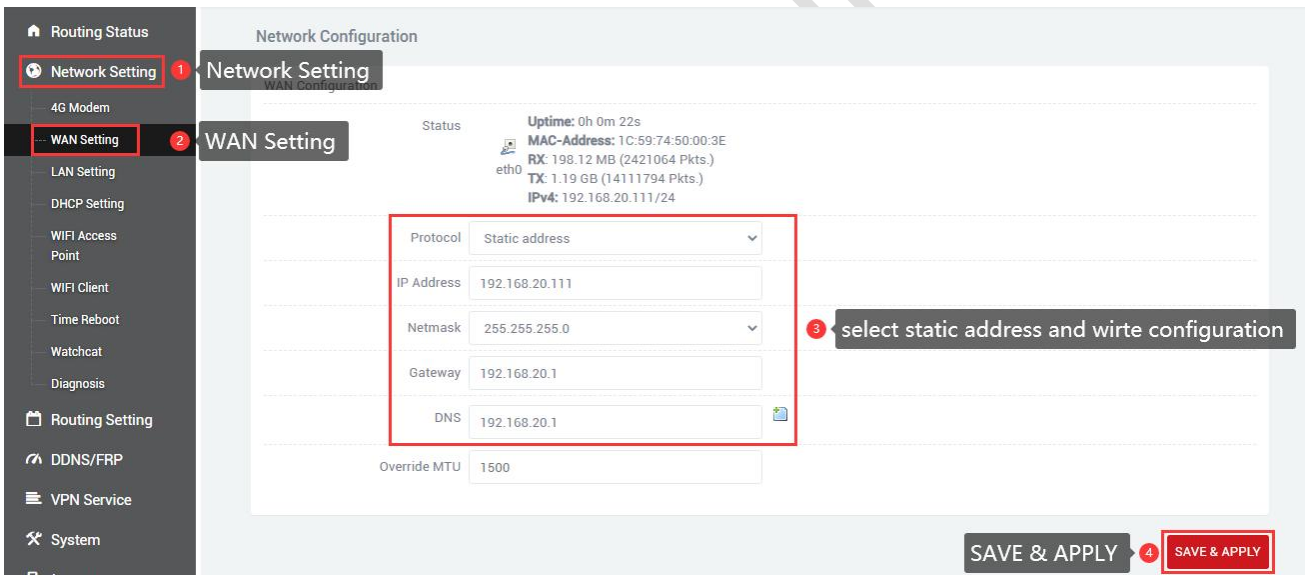 Routing Status
Network Configuration
Network Setting
1
Network Setting
WAN Configuration
4G Modem
WAN Setting
2
WAN Setting
LAN Setting
DHCP Setting
WIFI Access
Point
WIFI Client
Time Reboot
Watchcat
Diagnosis
Routing Setting
DDNS/FRP
VPN Service
System
Status
eth0
Uptime: 0h 0m 22s
MAC-Address: 1C:59:74:50:00:3E
RX: 198.12 MB (2421064 Pkts.)
TX: 1.19 GB (14111794 Pkts.)
IPv4: 192.168.20.111/24
Protocol Static address
IP Address 192.168.20.111
Netmask 255.255.255.0
3 select static address and wirte configuration
Gateway 192.168.20.1
DNS 192.168.20.1
Override MTU 1500
SAVE & APPLY 4 SAVE & APPLY